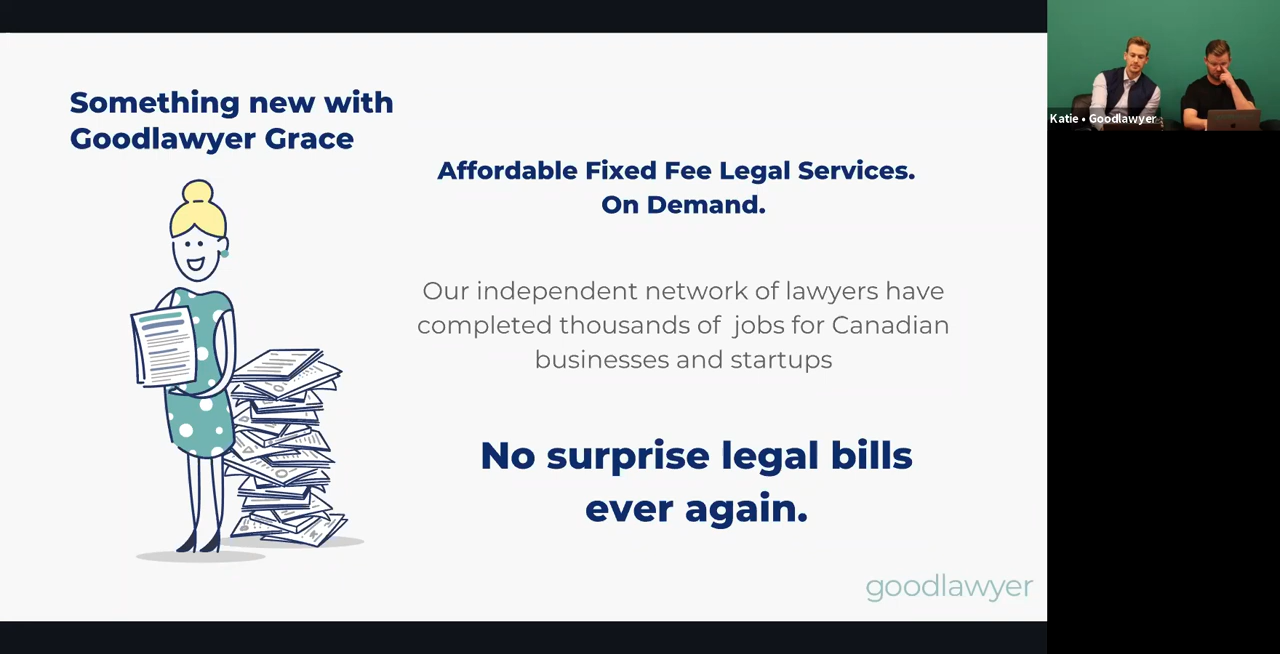 Something new with
Goodlawyer Grace
Affordable Fixed Fee Legal Services.
On Demand.
Our independent network of lawyers have
completed thousands of jobs for Canadian
businesses and startups
No surprise legal bills
ever again.
goodlawyer
Katie • Goodlawyer